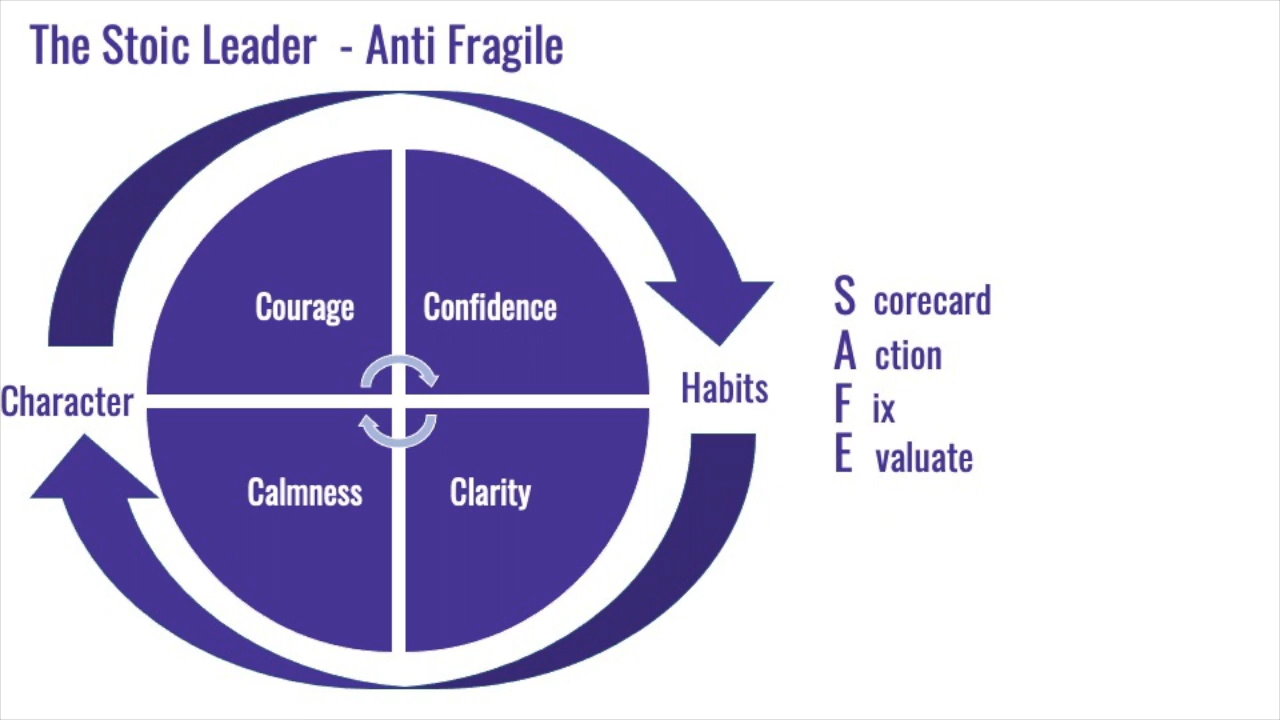 The Stoic Leader - Anti Fragile
Courage
Confidence
Character
Habits
Calmness
Clarity
S corecard
A ction
F ix
E valuate